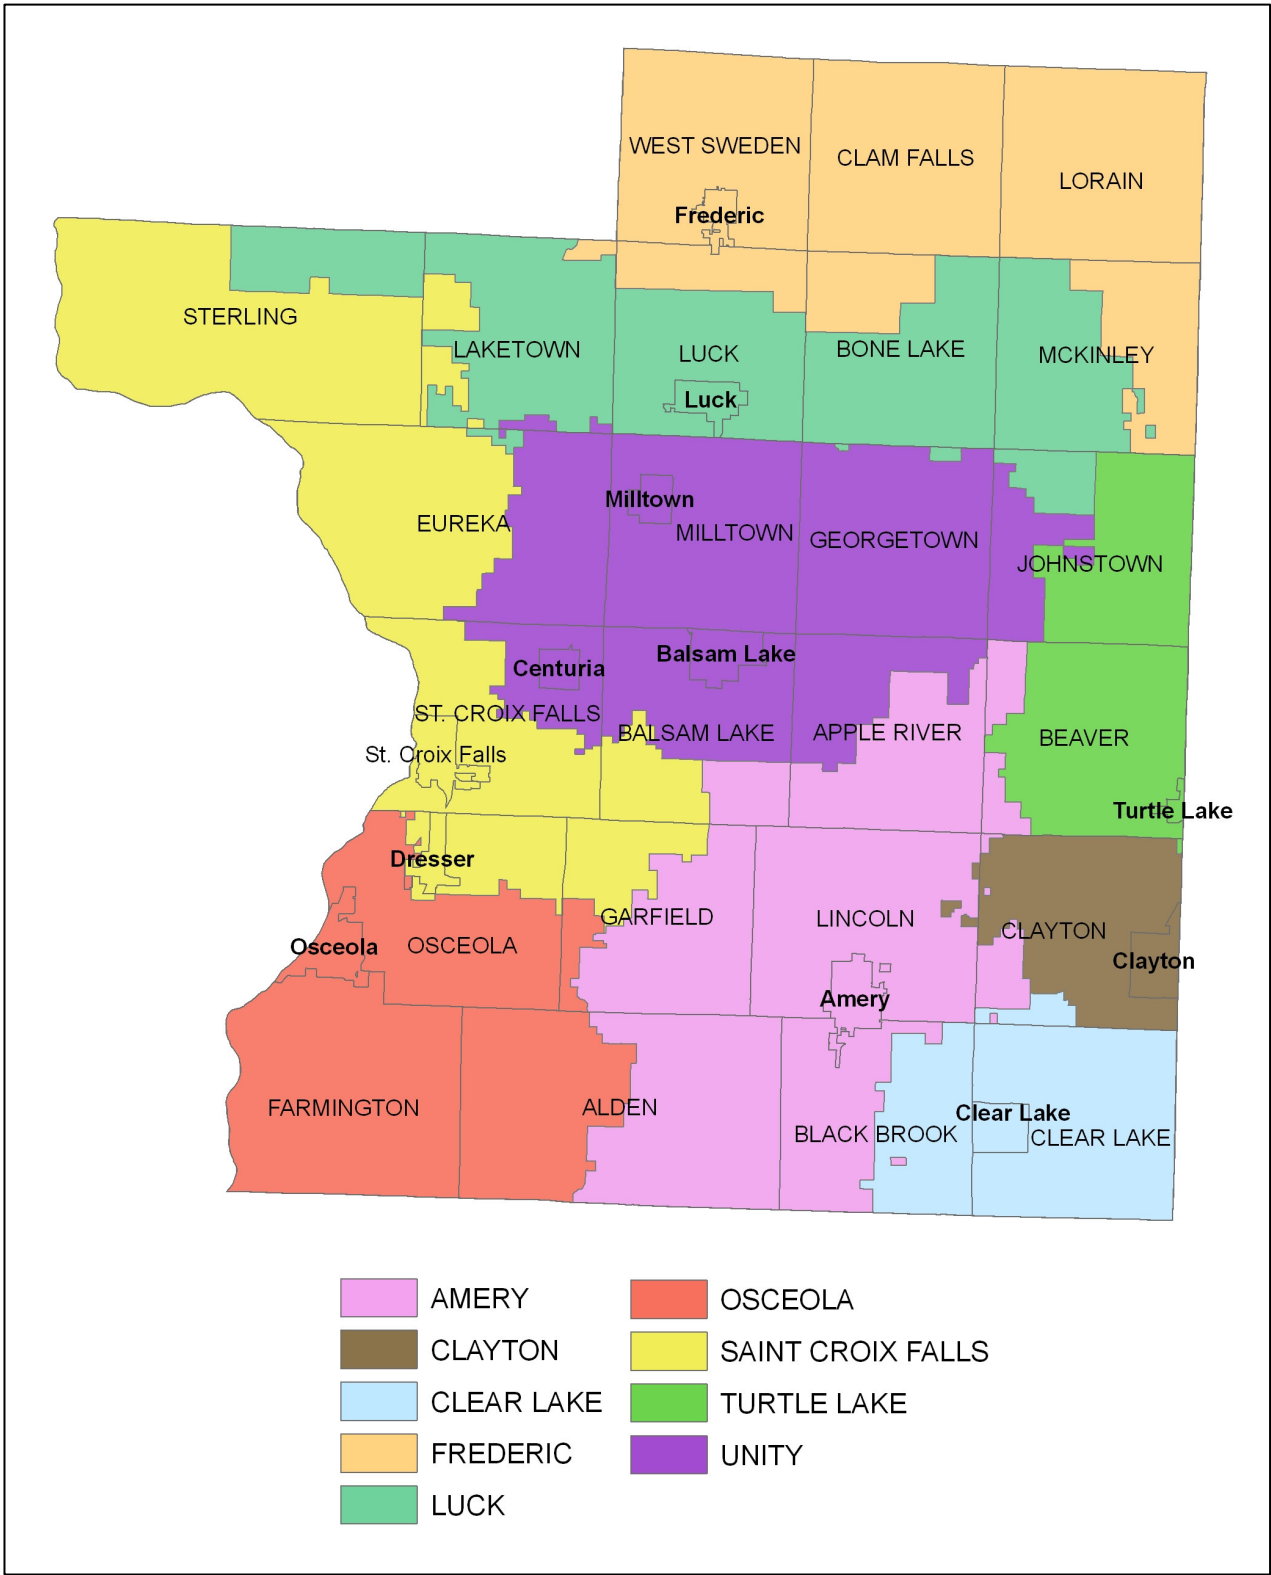 WEST SWEDEN
CLAM FALLS
LORAIN
Frederic
STERLING
LAKETOWN
LUCK
BONE LAKE
MCKINLEY
Luck
Milltown
EUREKA
MILLTOWN
GEORGETOWN
JOHNSTOWN
Centuria
Balsam Lake
ST. CROIX FALLS
BALSAM LAKE
APPLE RIVER
BEAVER
St. Croix Falls
Turtle Lake
Dresser
GARFIELD
LINCOLN
CLAYTON
Osceola
OSCEOLA
Clayton
Amery
FARMINGTON
ALDEN
Clear Lake
BLACK BROOK
CLEAR LAKE
AMERY
CLAYTON
CLEAR LAKE
FREDERIC
LUCK
OSCEOLA
SAINT CROIX FALLS
TURTLE LAKE
UNITY